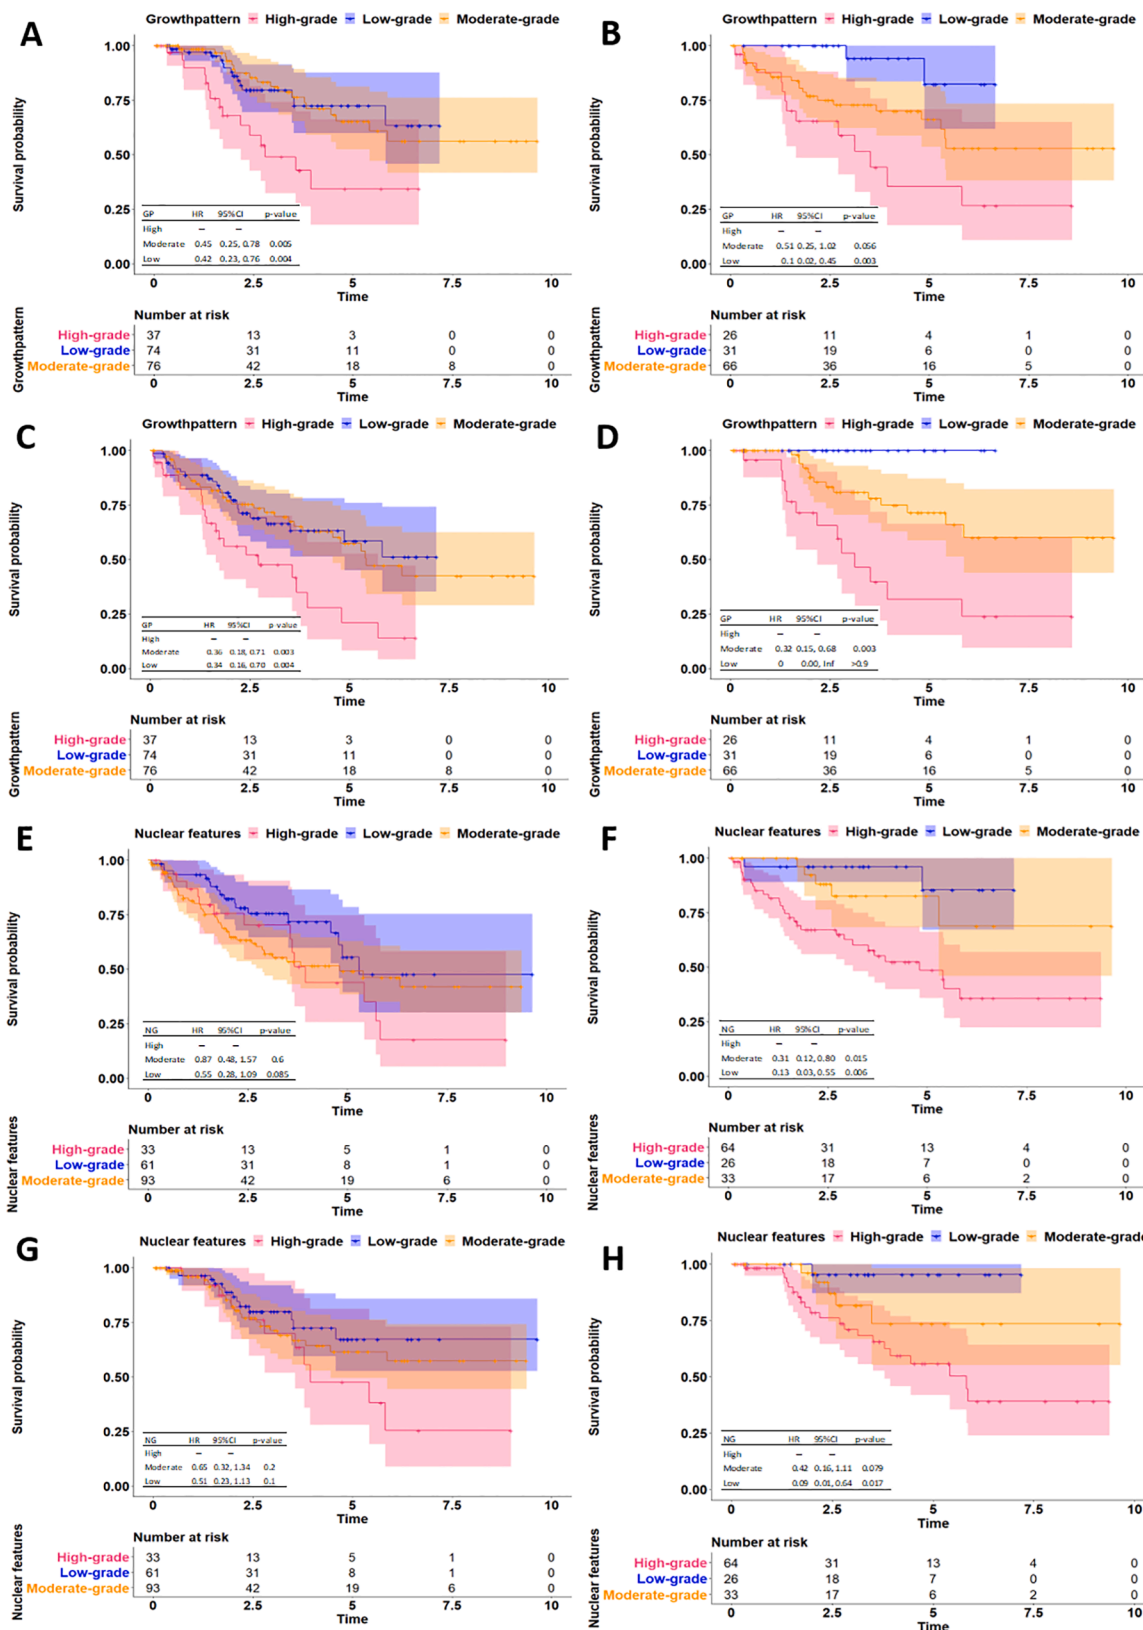 A
Growthpattern High-grade Low-grade Moderate-grade
Survival probability
1.00
0.75
0.50
0.25
0.00
GP HR 95%CI p-value
High – –
Moderate 0.45 0.25, 0.78 0.005
Low 0.42 0.23, 0.76 0.004
0 2.5 5 7.5 10
Time
Number at risk
Growthpattern
High-grade 37 13 3 0 0
Low-grade 74 31 11 0 0
Moderate-grade 76 42 18 8 0
0 2.5 5 7.5 10
Time
B
Growthpattern High-grade Low-grade Moderate-grade
Survival probability
1.00
0.75
0.50
0.25
0.00
GP HR 95%CI p-value
High – –
Moderate 0.51 0.25, 1.02 0.056
Low 0.1 0.02, 0.45 0.003
0 2.5 5 7.5 10
Time
Number at risk
Growthpattern
High-grade 26 11 4 1 0
Low-grade 31 19 6 0 0
Moderate-grade 66 36 16 5 0
0 2.5 5 7.5 10
Time
C
Growthpattern High-grade Low-grade Moderate-grade
Survival probability
1.00
0.75
0.50
0.25
0.00
GP HR 95%CI p-value
High – –
Moderate 0.36 0.18, 0.71 0.003
Low 0.34 0.16, 0.70 0.004
0 2.5 5 7.5 10
Time
Number at risk
Growthpattern
High-grade 37 13 3 0 0
Low-grade 74 31 11 0 0
Moderate-grade 76 42 18 8 0
0 2.5 5 7.5 10
Time
D
Growthpattern High-grade Low-grade Moderate-grade
Survival probability
1.00
0.75
0.50
0.25
0.00
GP HR 95%CI p-value
High – –
Moderate 0.32 0.15, 0.68 0.003
Low 0 0.00, Inf >0.9
0 2.5 5 7.5 10
Time
Number at risk
Growthpattern
High-grade 26 11 4 1 0
Low-grade 31 19 6 0 0
Moderate-grade 66 36 16 5 0
0 2.5 5 7.5 10
Time
E
Nuclear features High-grade Low-grade Moderate-grade
Survival probability
1.00
0.75
0.50
0.25
0.00
NG HR 95%CI p-value
High – –
Moderate 0.87 0.48, 1.57 0.6
Low 0.55 0.28, 1.09 0.085
0 2.5 5 7.5 10
Time
Number at risk
Nuclear features
High-grade 33 13 5 1 0
Low-grade 61 31 8 1 0
Moderate-grade 93 42 19 6 0
0 2.5 5 7.5 10
Time
F
Nuclear features High-grade Low-grade Moderate-grade
Survival probability
1.00
0.75
0.50
0.25
0.00
NG HR 95%CI p-value
High – –
Moderate 0.31 0.12, 0.80 0.015
Low 0.13 0.03, 0.55 0.006
0 2.5 5 7.5 10
Time
Number at risk
Nuclear features
High-grade 64 31 13 4 0
Low-grade 26 18 7 0 0
Moderate-grade 33 17 6 2 0
0 2.5 5 7.5 10
Time
G
Nuclear features High-grade Low-grade Moderate-grade
Survival probability
1.00
0.75
0.50
0.25
0.00
NG HR 95%CI p-value
High – –
Moderate 0.65 0.32, 1.34 0.2
Low 0.51 0.23, 1.13 0.1
0 2.5 5 7.5 10
Time
Number at risk
Nuclear features
High-grade 33 13 5 1 0
Low-grade 61 31 8 1 0
Moderate-grade 93 42 19 6 0
0 2.5 5 7.5 10
Time
H
Nuclear features High-grade Low-grade Moderate-grade
Survival probability
1.00
0.75
0.50
0.25
0.00
NG HR 95%CI p-value
High – –
Moderate 0.42 0.16, 1.11 0.079
Low 0.09 0.01, 0.64 0.017
0 2.5 5 7.5 10
Time
Number at risk
Nuclear features
High-grade 64 31 13 4 0
Low-grade 26 18 7 0 0
Moderate-grade 33 17 6 2 0
0 2.5 5 7.5 10
Time